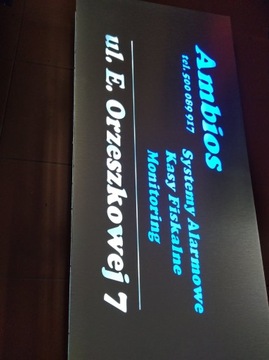 Ambios
tel. 500 089 917
Systemy Alarmowe
Kasy Fiskalne
Monitoring
ul. E. Orzeszkowej 7